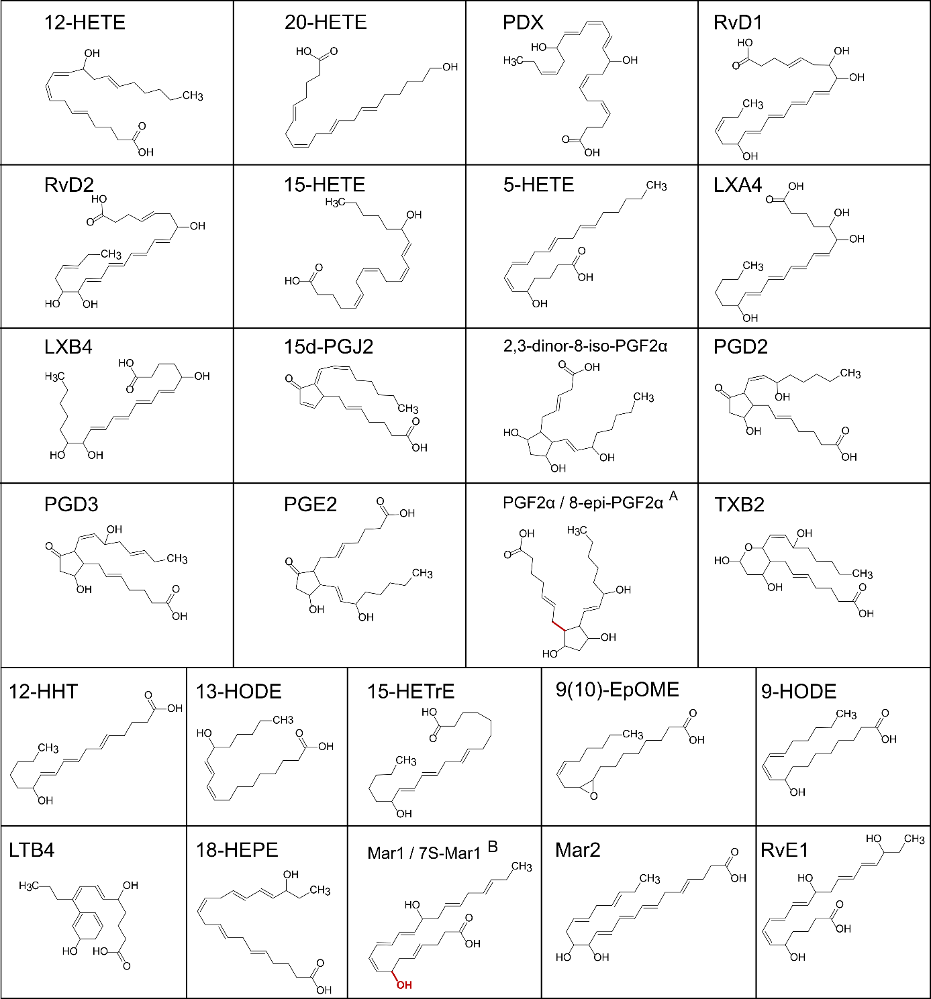 12-HETE
OH
CH3
O
OH
20-HETE
HO
O
OH
PDX
HO
H3C
OH
O
OH
RvD1
HO
O
OH
OH
CH3
OH
RvD2
HO
O
OH
CH3
HO
OH
15-HETE
H3C
OH
O
HO
5-HETE
CH3
O
OH
OH
LXA4
OH
O
OH
OH
CH3
OH
LXB4
HO
O
OH
H3C
OH
OH
15d-PGJ2
O
CH3
O
OH
2,3-dinor-8-iso-PGF2α
O
OH
CH3
HO
OH
OH
PGD2
O
CH3
OH
OH
O
OH
PGD3
OH
O
CH3
OH
O
OH
PGE2
O
OH
O
CH3
OH
OH
PGF2α / 8-epi-PGF2α A
OH
O
H3C
OH
OH
HO
TXB2
OH
O
HO
CH3
OH
O
OH
12-HHT
O
OH
CH3
OH
13-HODE
CH3
HO
O
OH
15-HETrE
HO
O
CH3
OH
9(10)-EpOME
O
OH
CH3
O
9-HODE
CH3
O
OH
OH
LTB4
H3C
OH
HO
HO
O
18-HEPE
OH
CH3
O
OH
Mar1 / 7S-Mar1 B
CH3
HO
O
OH
OH
Mar2
O
OH
CH3
HO
OH
RvE1
HO
CH3
HO
O
OH
OH